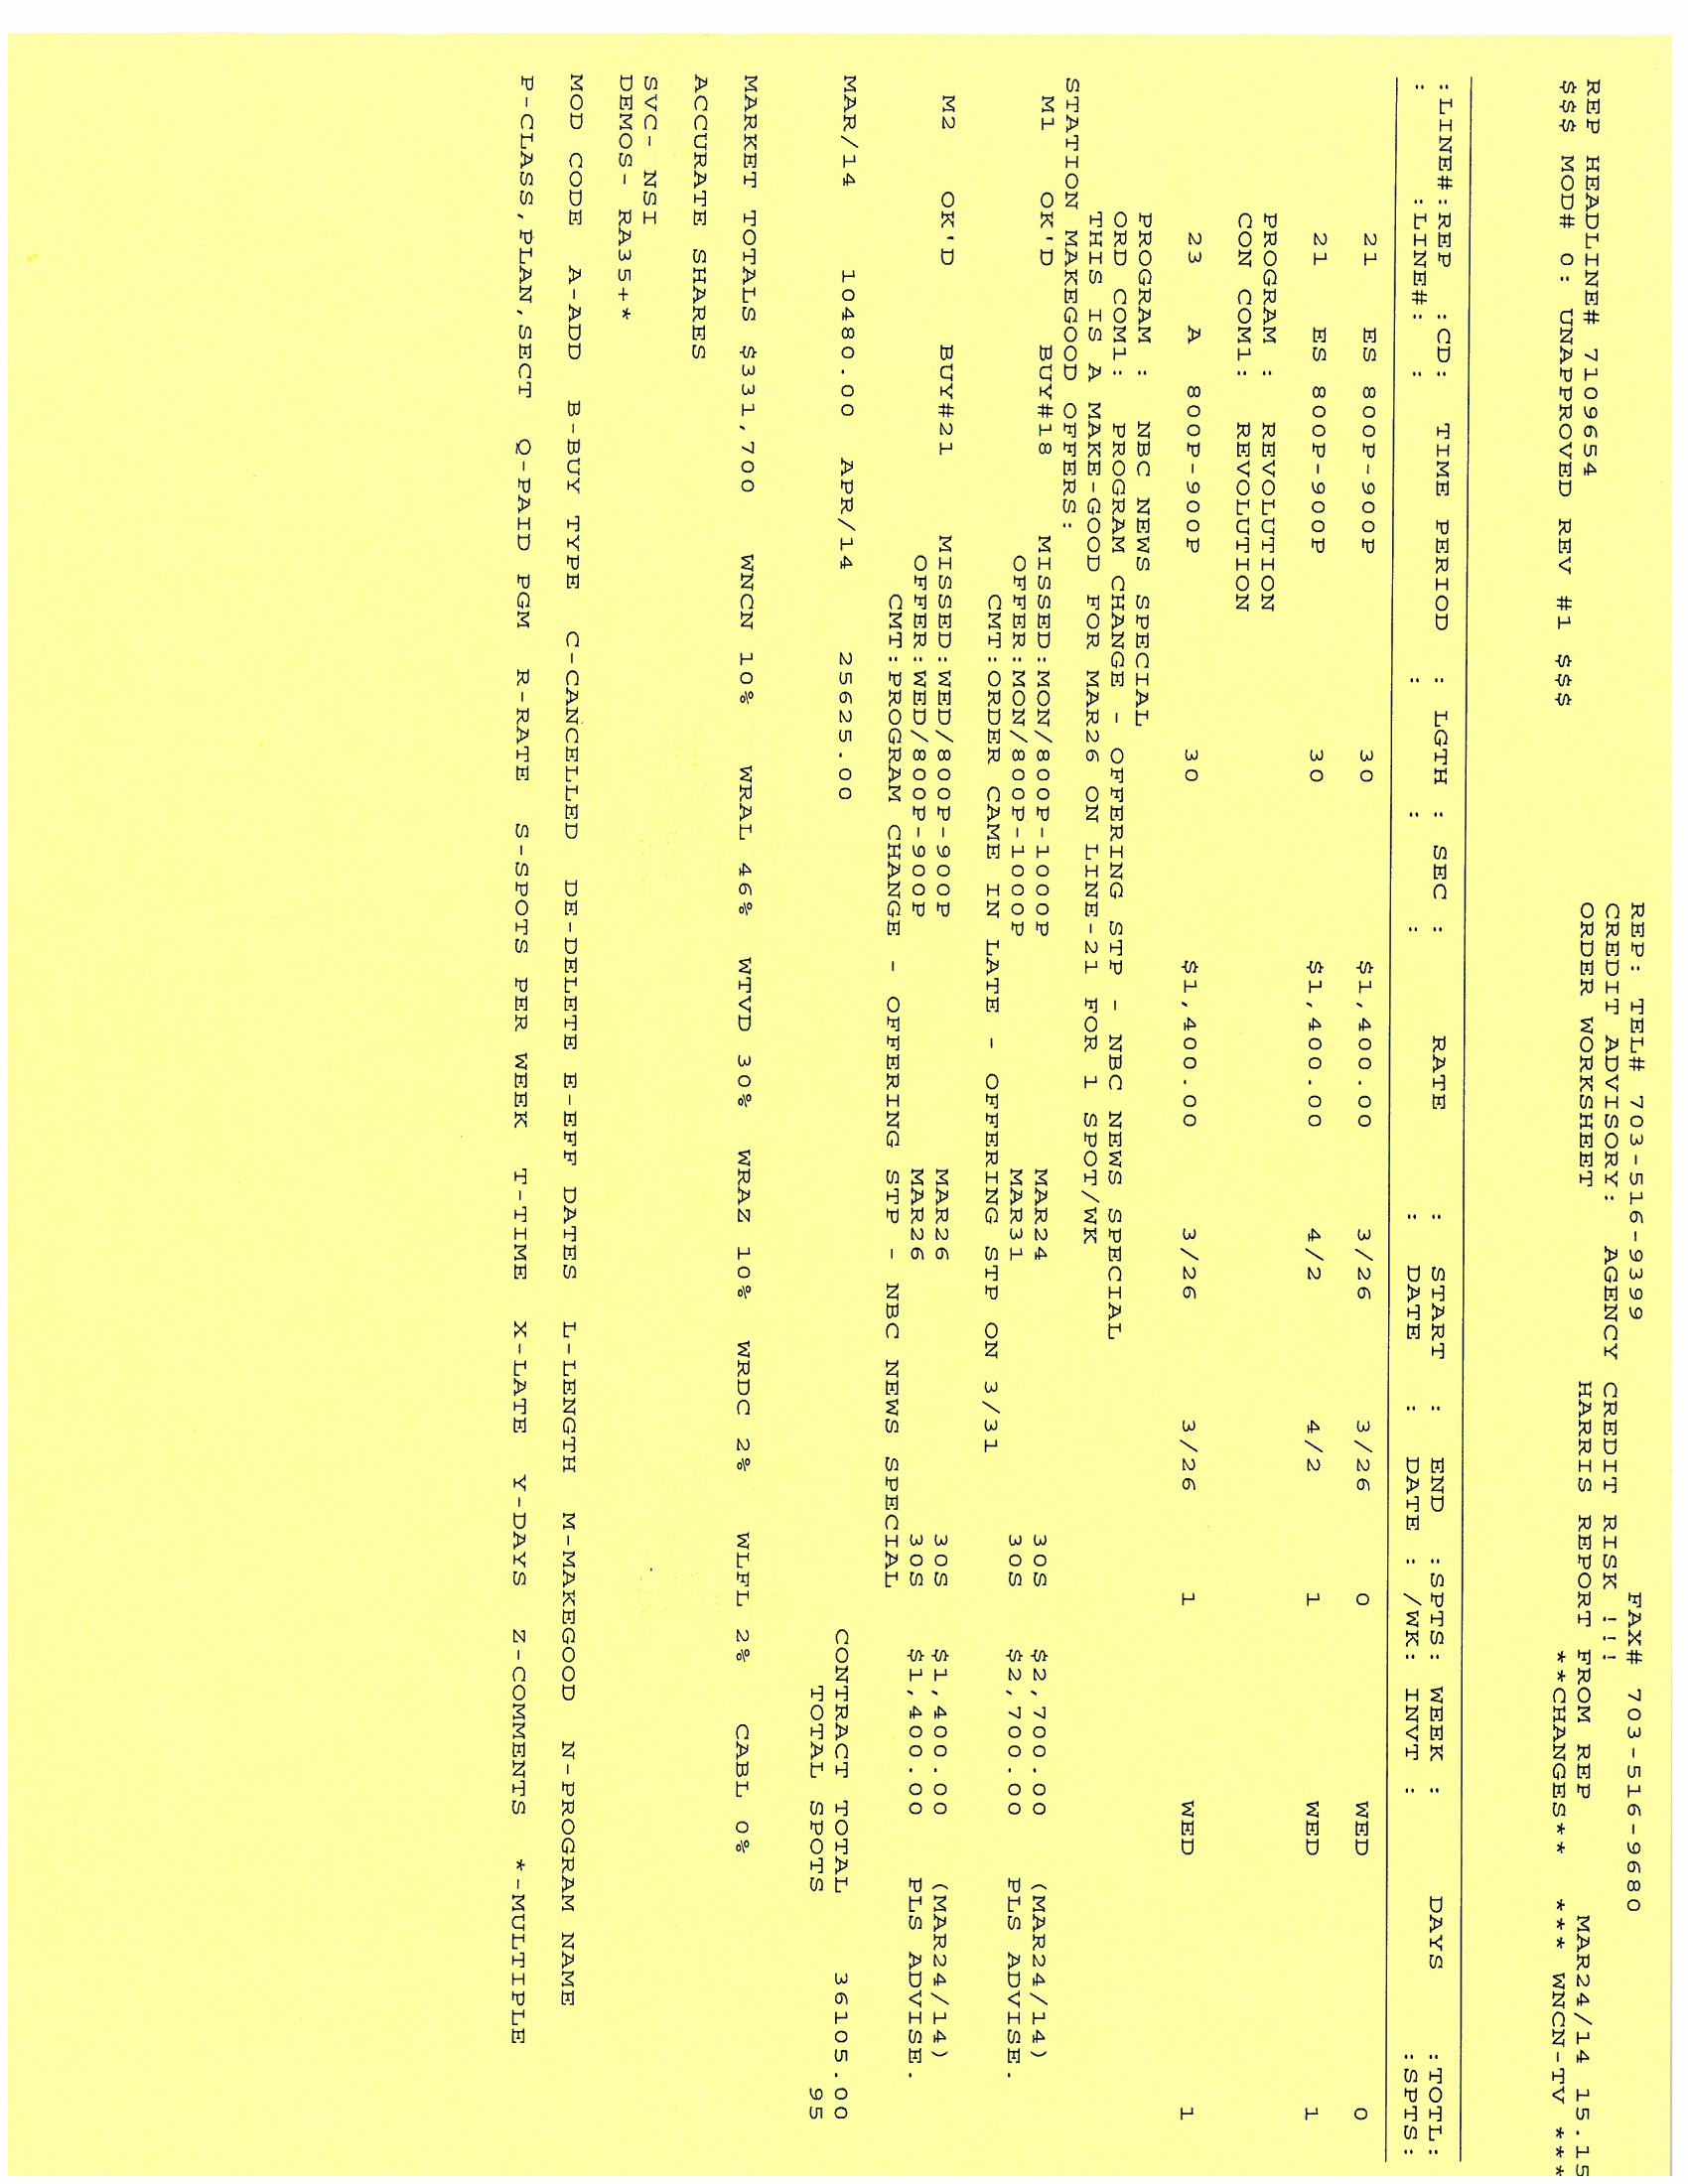 REP: TEL# 703-516-9399 FAX# 703-516-9680
CREDIT ADVISORY: AGENCY CREDIT RISK !!!
REP HEADLINE# 7109654 ORDER WORKSHEET HARRIS REPORT FROM REP MAR24/14 15.15
$$$ MOD# 0: UNAPPROVED REV #1 $$$ **CHANGES** *** WNCN-TV ***
:LINE#:REP :CD: TIME PERIOD : LGTH : SEC : RATE : START : END :SPTS: WEEK : DAYS :TOTL:
: :LINE#: : : : : : DATE : DATE : /WK: INVT : :SPTS:
21 ES 800P-900P 30 $1,400.00 3/26 3/26 0 WED 0
21 ES 800P-900P 30 $1,400.00 4/2 4/2 1 WED 1
PROGRAM : REVOLUTION
CON COM1: REVOLUTION
23 A 800P-900P 30 $1,400.00 3/26 3/26 1 WED 1
PROGRAM : NBC NEWS SPECIAL
ORD COM1: PROGRAM CHANGE - OFFERING STP - NBC NEWS SPECIAL
THIS IS A MAKE-GOOD FOR MAR26 ON LINE-21 FOR 1 SPOT/WK
STATION MAKEGOOD OFFERS:
M1 OK'D BUY#18 MISSED:MON/800P-1000P MAR24 30S $2,700.00 (MAR24/14)
OFFER:MON/800P-1000P MAR31 30S $2,700.00 PLS ADVISE.
CMT:ORDER CAME IN LATE - OFFERING STP ON 3/31
M2 OK'D BUY#21 MISSED:WED/800P-900P MAR26 30S $1,400.00 (MAR24/14)
OFFER:WED/800P-900P MAR26 30S $1,400.00 PLS ADVISE.
CMT:PROGRAM CHANGE - OFFERING STP - NBC NEWS SPECIAL
MAR/14 10480.00 APR/14 25625.00 CONTRACT TOTAL 36105.00
TOTAL SPOTS 95
MARKET TOTALS $331,700 WNCN 10% WRAL 46% WTVD 30% WRAZ 10% WRDC 2% WLFL 2% CABL 0%
ACCURATE SHARES
SVC- NSI
DEMOS- RA35+*
MOD CODE A-ADD B-BUY TYPE C-CANCELLED DE-DELETE E-EFF DATES L-LENGTH M-MAKEGOOD N-PROGRAM NAME
P-CLASS,PLAN,SECT Q-PAID PGM R-RATE S-SPOTS PER WEEK T-TIME X-LATE Y-DAYS Z-COMMENTS *-MULTIPLE